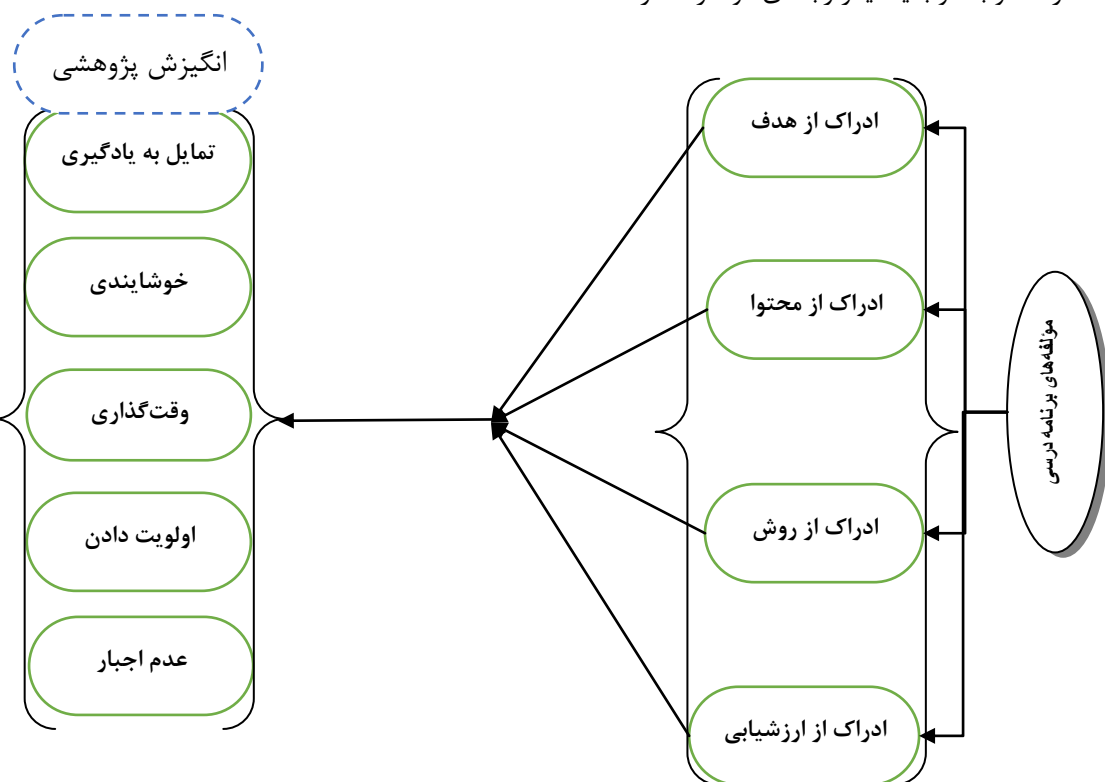 انگیزش پژوهشی
ادراک از هدف
تمایل به یادگیری
خوشایندی
ادراک از محتوا
مؤلفه‌های برنامه درسی
وقت‌گذاری
ادراک از روش
اولویت دادن
عدم اجبار
ادراک از ارزشیابی